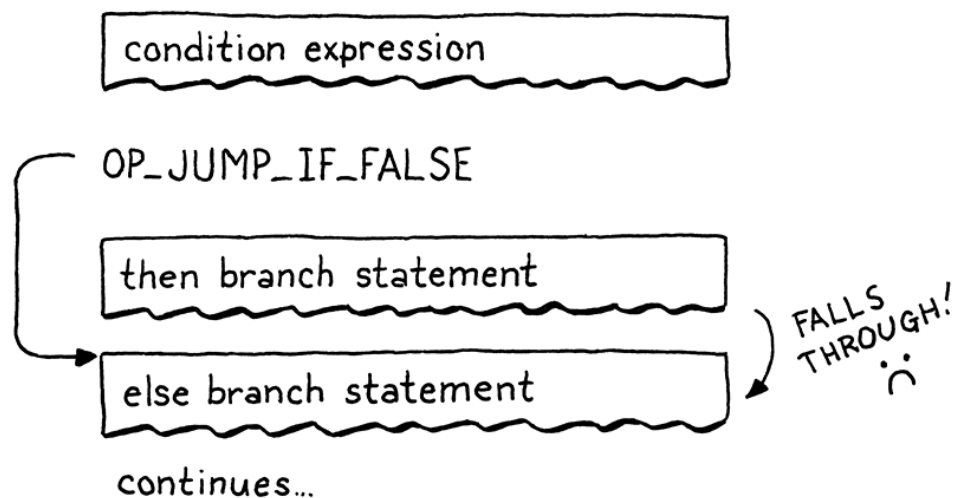 condition expression
OP_JUMP_IF_FALSE
then branch statement
FALLS
THROUGH!
else branch statement
continues...